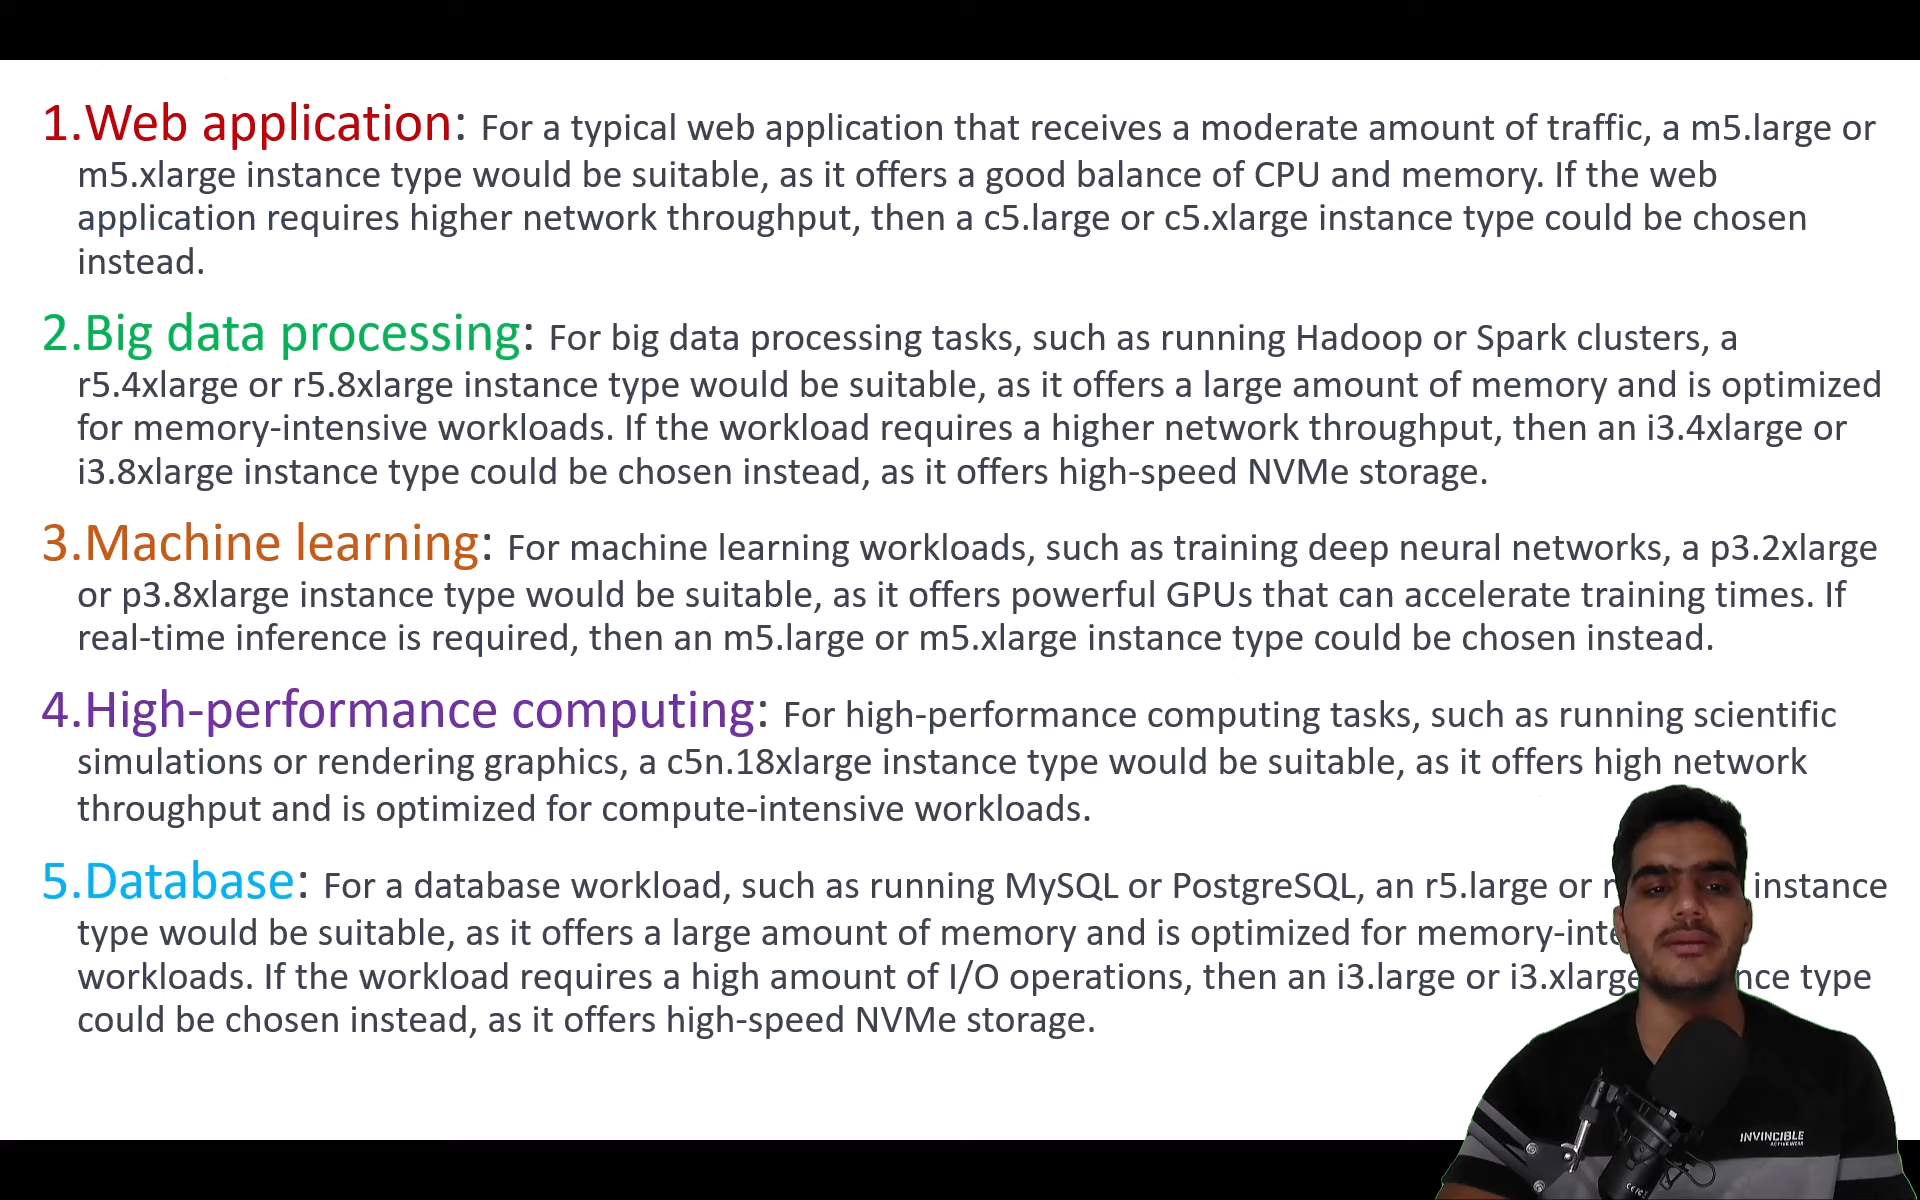 1.Web application: For a typical web application that receives a moderate amount of traffic, a m5.large or
m5.xlarge instance type would be suitable, as it offers a good balance of CPU and memory. If the web
application requires higher network throughput, then a c5.large or c5.xlarge instance type could be chosen
instead.
2.Big data processing: For big data processing tasks, such as running Hadoop or Spark clusters, a
r5.4xlarge or r5.8xlarge instance type would be suitable, as it offers a large amount of memory and is optimized
for memory-intensive workloads. If the workload requires a higher network throughput, then an i3.4xlarge or
i3.8xlarge instance type could be chosen instead, as it offers high-speed NVMe storage.
3.Machine learning: For machine learning workloads, such as training deep neural networks, a p3.2xlarge
or p3.8xlarge instance type would be suitable, as it offers powerful GPUs that can accelerate training times. If
real-time inference is required, then an m5.large or m5.xlarge instance type could be chosen instead.
4.High-performance computing: For high-performance computing tasks, such as running scientific
simulations or rendering graphics, a c5n.18xlarge instance type would be suitable, as it offers high network
throughput and is optimized for compute-intensive workloads.
5.Database: For a database workload, such as running MySQL or PostgreSQL, an r5.large or instance
type would be suitable, as it offers a large amount of memory and is optimized for
workloads. If the workload requires a high amount of I/O operations, then an i3.large or i3.xlarge type
could be chosen instead, as it offers high-speed NVMe storage.
INVINCIBLE